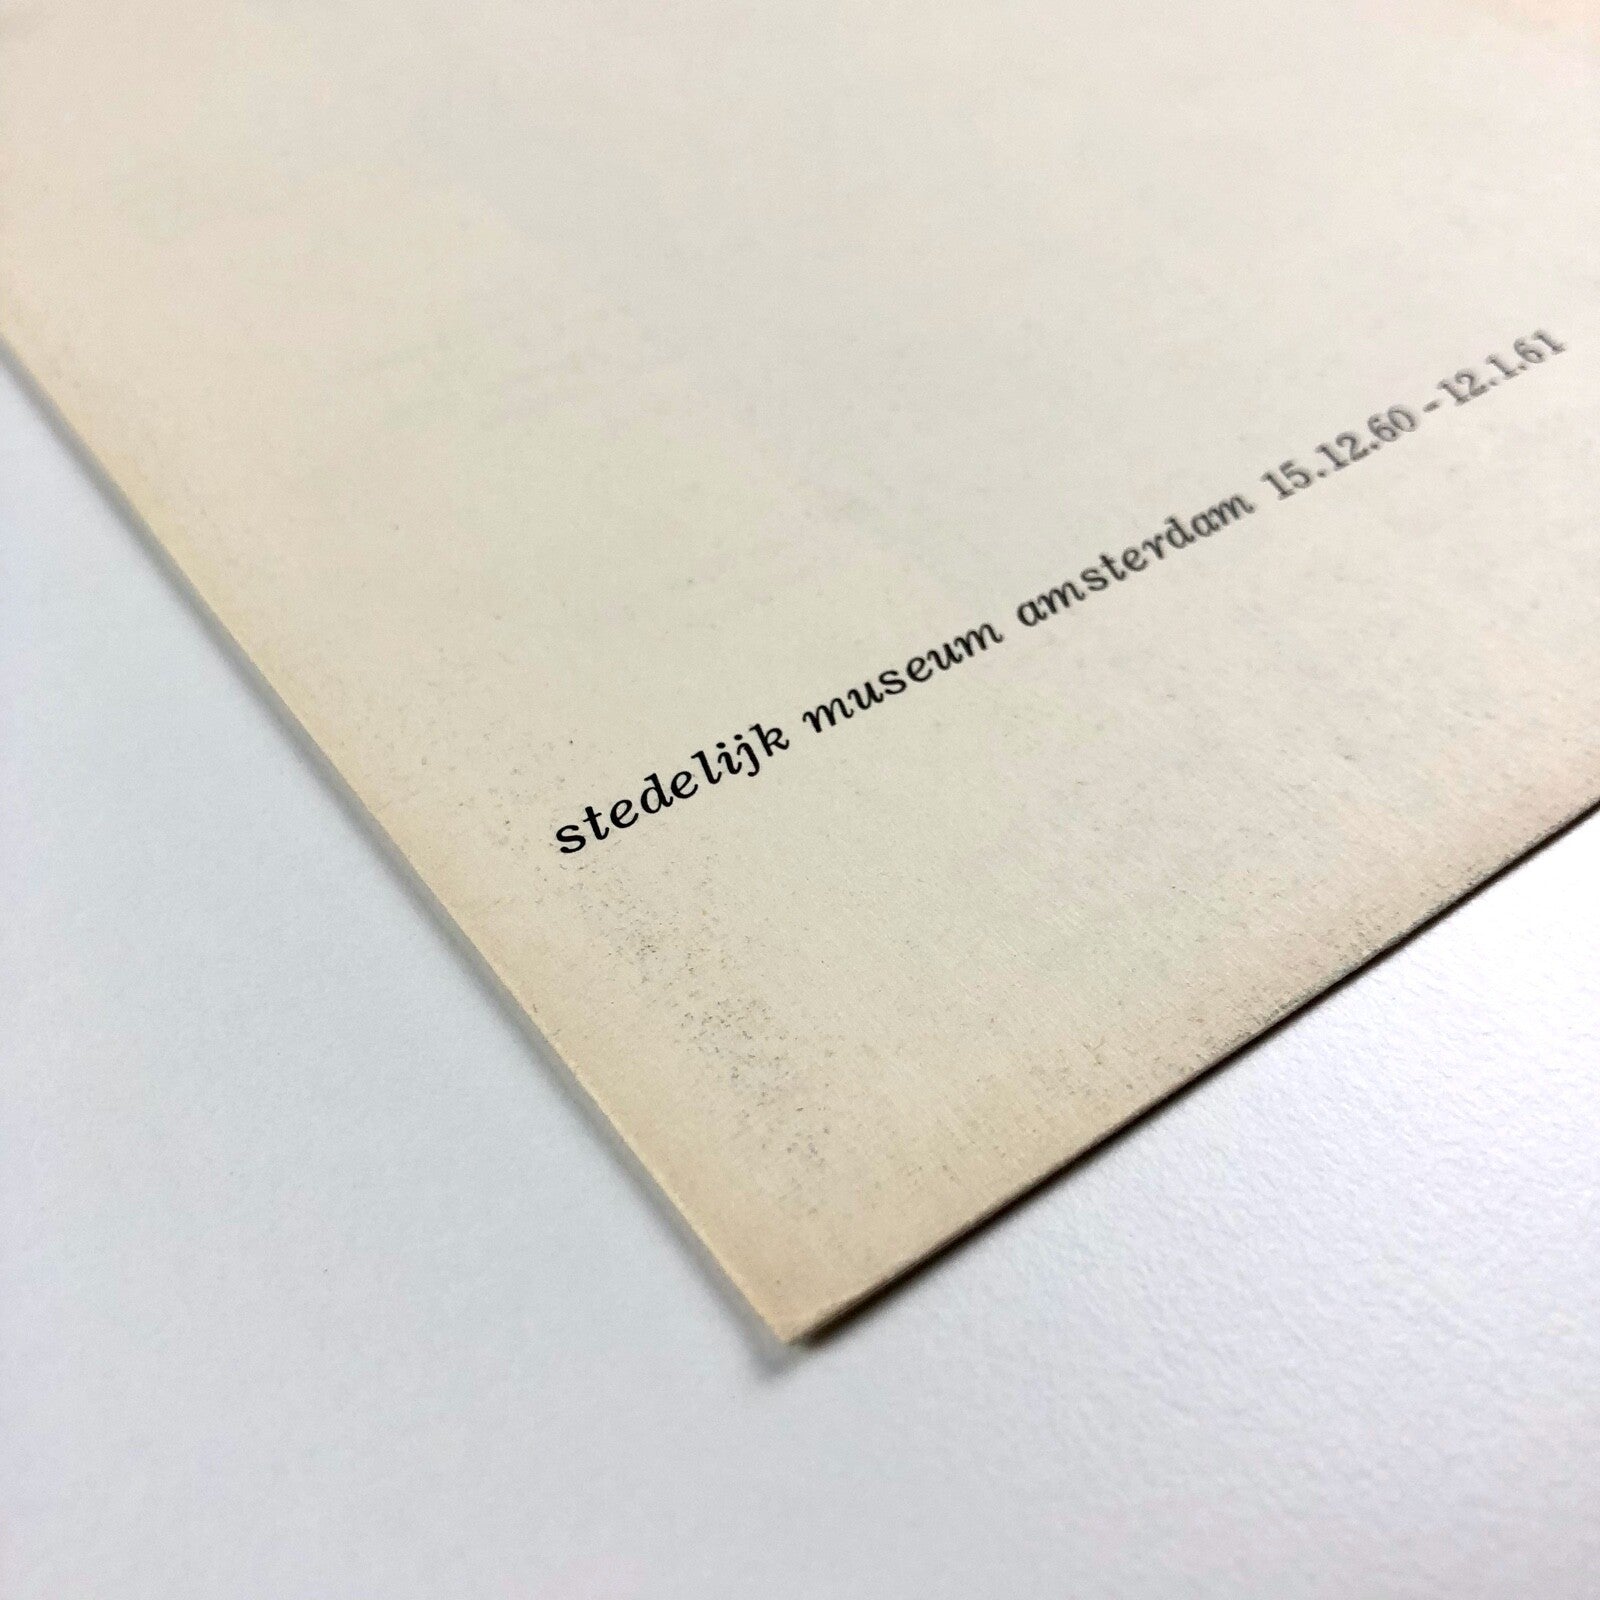 stedelijk museum amsterdam 15.12.60 - 12.1.61